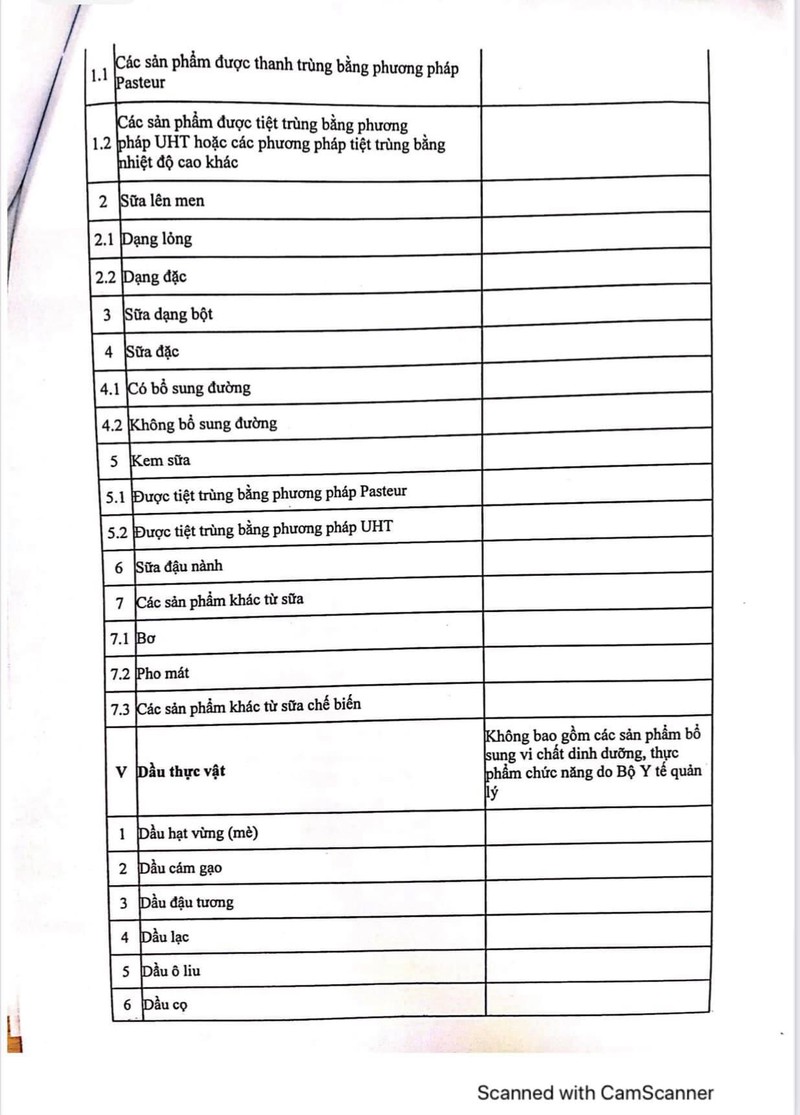 1.1 Các sản phẩm được thanh trùng bằng phương pháp
Pasteur
1.2 Các sản phẩm được tiệt trùng bằng phương
pháp UHT hoặc các phương pháp tiệt trùng bằng
nhiệt độ cao khác
2 Sữa lên men
2.1 Dạng lỏng
2.2 Dạng đặc
3 Sữa dạng bột
4 Sữa đặc
4.1 Có bổ sung đường
4.2 Không bổ sung đường
5 Kem sữa
5.1 Được tiệt trùng bằng phương pháp Pasteur
5.2 Được tiệt trùng bằng phương pháp UHT
6 Sữa đậu nành
7 Các sản phẩm khác từ sữa
7.1 Bơ
7.2 Pho mát
7.3 Các sản phẩm khác từ sữa chế biến
V Dầu thực vật
Không bao gồm các sản phẩm bổ
sung vi chất dinh dưỡng, thực
phẩm chức năng do Bộ Y tế quản
lý
1 Dầu hạt vừng (mè)
2 Dầu cám gạo
3 Dầu đậu tương
4 Dầu lạc
5 Dầu ô liu
6 Dầu cọ
Scanned with CamScanner